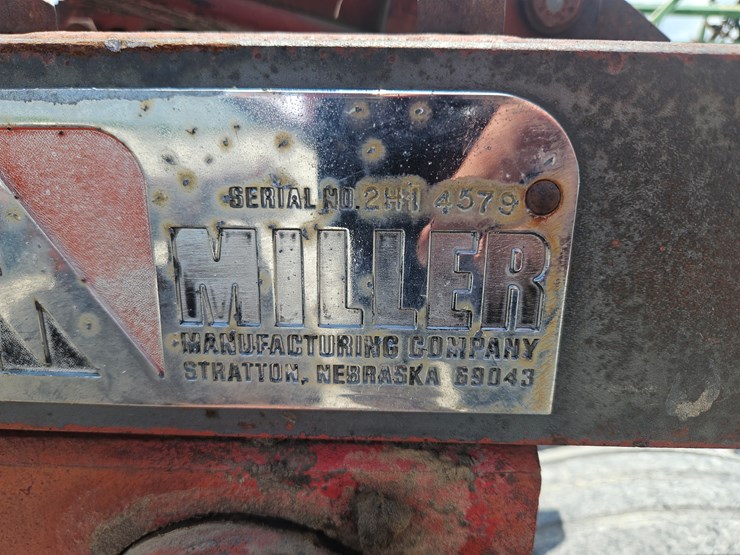 SERIAL NO. 2H1 4579
MILLER
MANUFACTURING COMPANY
STRATTON, NEBRASKA 69043